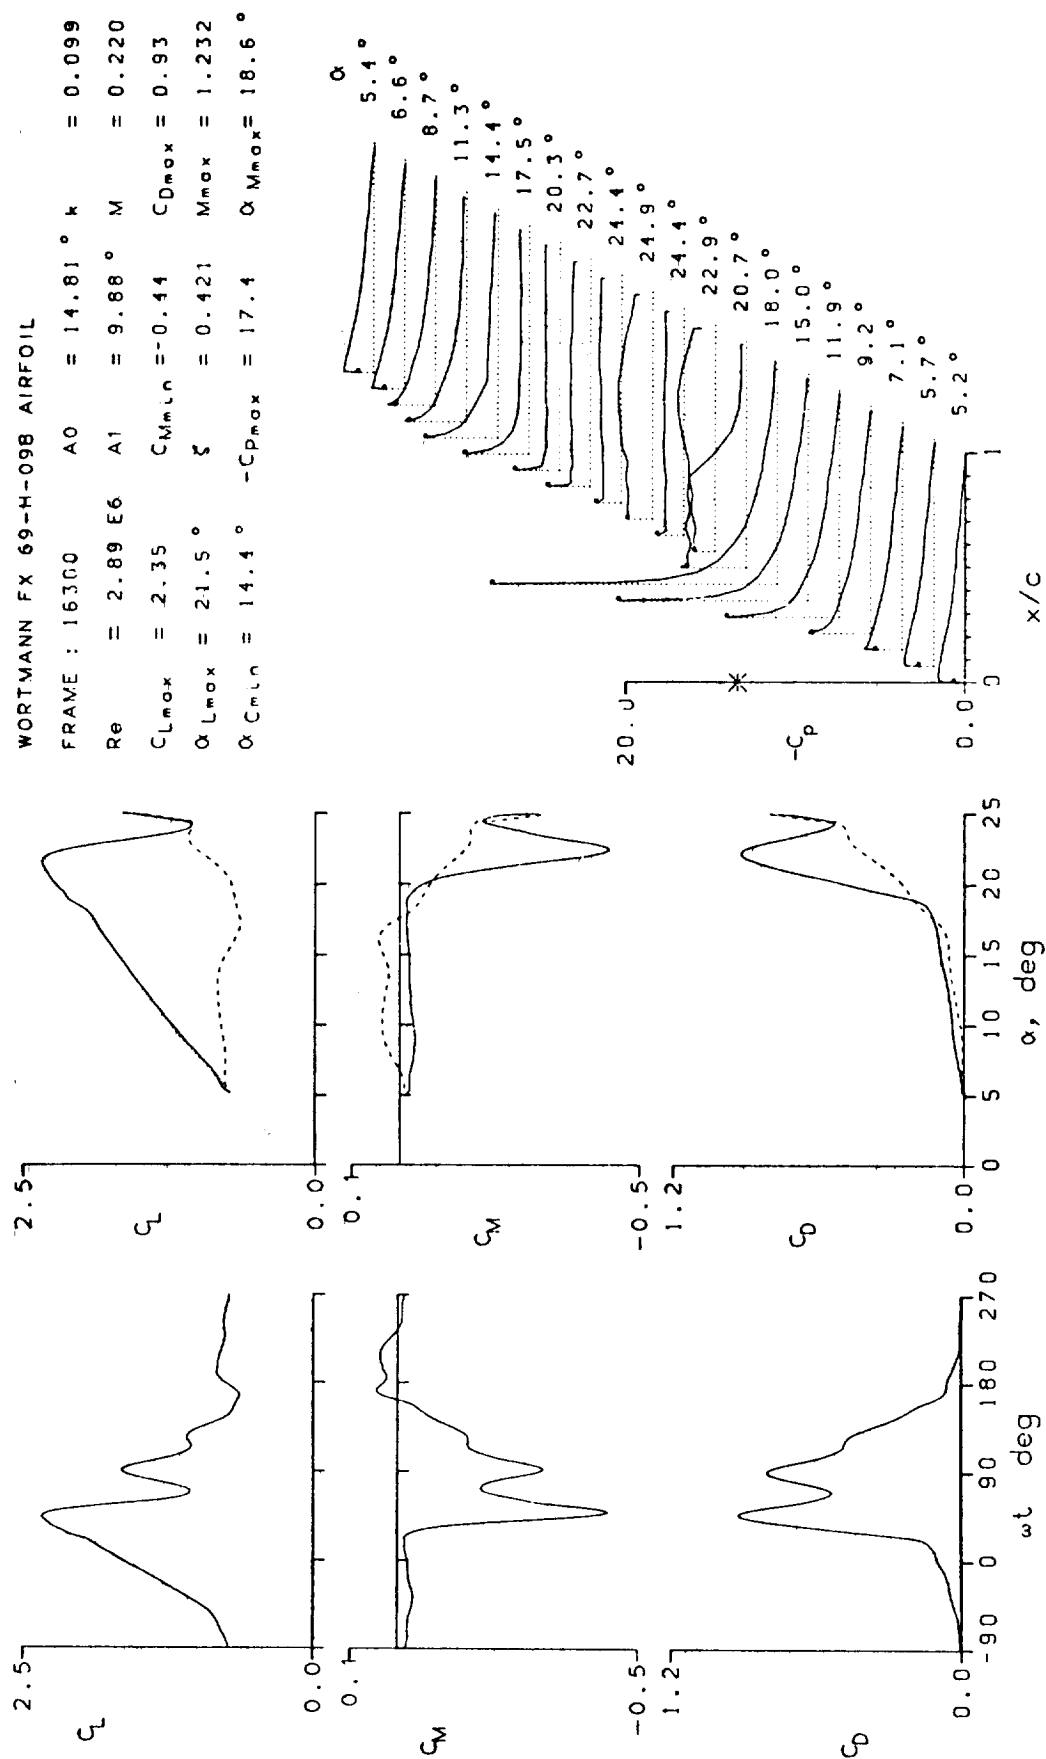 WORTMANN FX 69-H-098 AIRFOIL
FRAME : 16300 A0 = 14.81° k = 0.099
Re = 2.89 E6 A1 = 9.88° M = 0.220
CLmax = 2.35 CMmin = -0.44 CDmax = 0.93
αLmax = 21.5° ζ = 0.421 Mmax = 1.232
αCmin = 14.4° -CPmax = 17.4 αMmax = 18.6°
2.5
CL
0.0
0.1
CM
-0.5
1.2
CD
0.0
-90 0 90 180 270
ωt deg
2.5
CL
0.0
0.1
CM
-0.5
1.2
CD
0.0
0 5 10 15 20 25
α, deg
20.0
-Cp
0.0
0 1
x/c
α
5.4°
6.6°
8.7°
11.3°
14.4°
17.5°
20.3°
22.7°
24.4°
24.9°
24.4°
22.9°
20.7°
18.0°
15.0°
11.9°
9.2°
7.1°
5.7°
5.2°